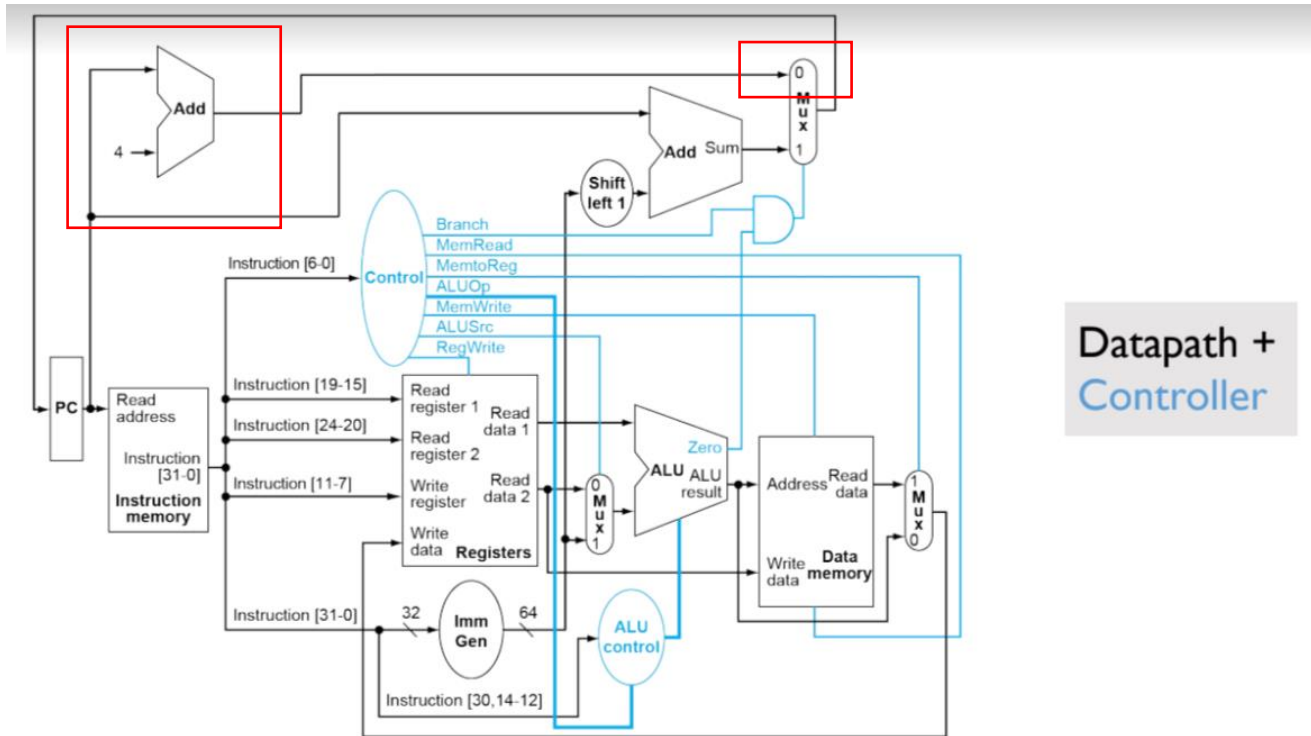 Add
4
0
M
u
x
1
Add Sum
Shift
left 1
Branch
MemRead
MemtoReg
ALUOp
MemWrite
ALUSrc
RegWrite
Control
Instruction [6-0]
PC
Read
address
Instruction
[31-0]
Instruction
memory
Instruction [19-15]
Instruction [24-20]
Instruction [11-7]
Instruction [31-0]
Read
register 1
Read
register 2
Write
register
Write
data
Read
data 1
Read
data 2
Registers
0
M
u
x
1
Zero
ALU
ALU
result
Address
Read
data
Write
data
Data
memory
1
M
u
x
0
32
Imm
Gen
64
ALU
control
Instruction [30,14-12]
Datapath +
Controller